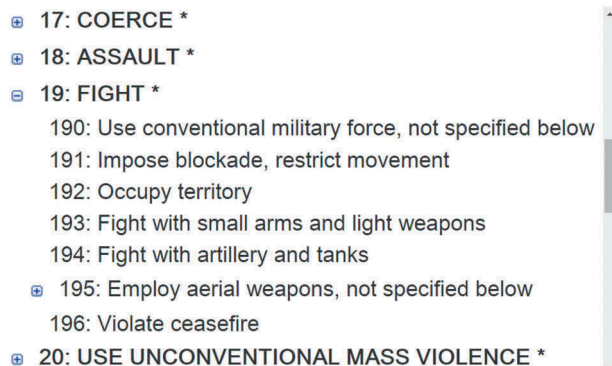 17: COERCE *
18: ASSAULT *
19: FIGHT *
190: Use conventional military force, not specified below
191: Impose blockade, restrict movement
192: Occupy territory
193: Fight with small arms and light weapons
194: Fight with artillery and tanks
195: Employ aerial weapons, not specified below
196: Violate ceasefire
20: USE UNCONVENTIONAL MASS VIOLENCE *